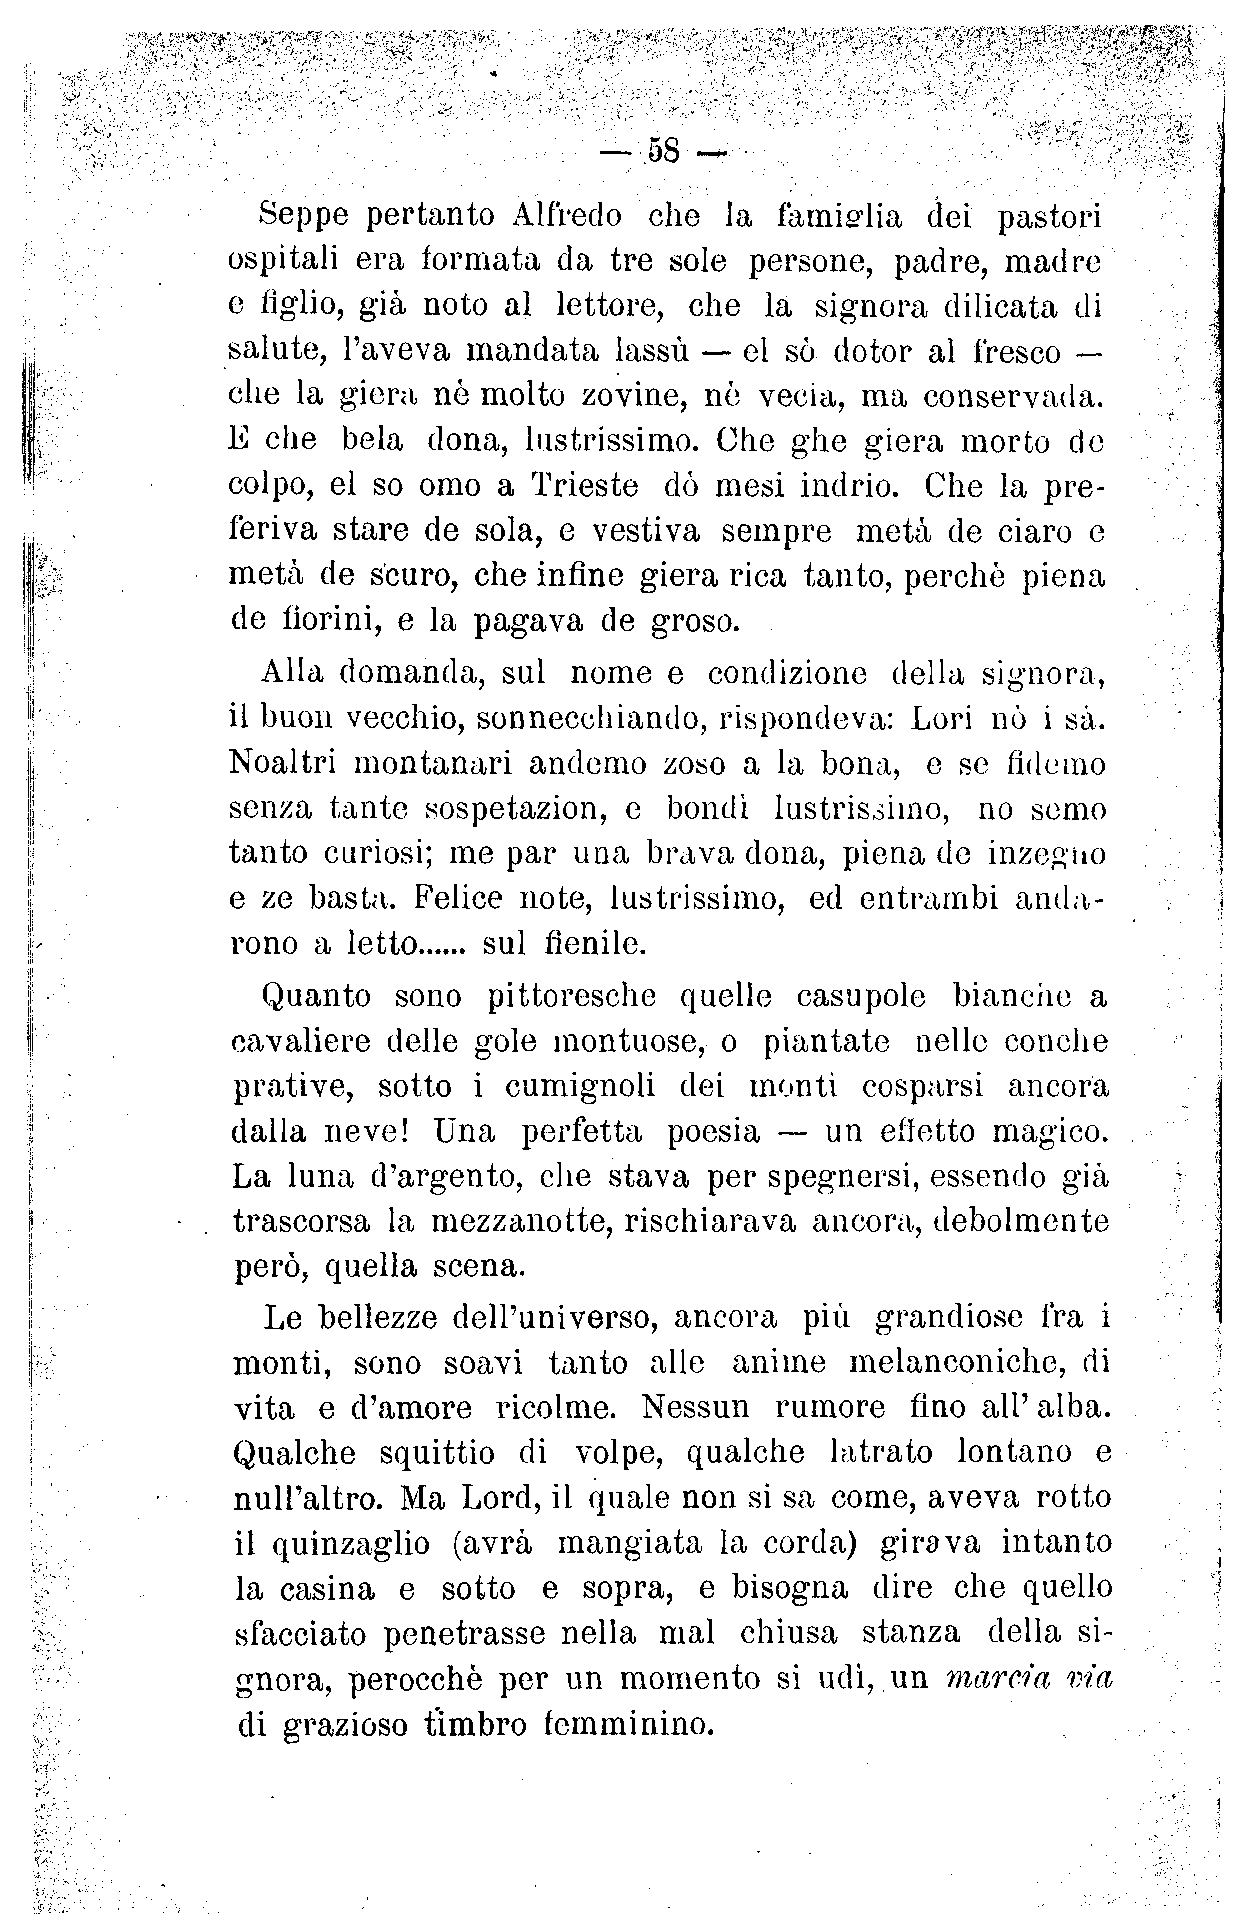 — 58 —
Seppe pertanto Alfredo che la famiglia dei pastori
ospitali era formata da tre sole persone, padre, madre
e figlio, già noto al lettore, che la signora dilicata di
salute, l'aveva mandata lassù — el sò dotor al fresco —
che la giera nè molto zovine, nè vecia, ma conservada.
E che bela dona, lustrissimo. Che ghe giera morto de
colpo, el so omo a Trieste dò mesi indrio. Che la pre-
feriva stare de sola, e vestiva sempre metà de ciaro e
metà de scuro, che infine giera rica tanto, perchè piena
de fiorini, e la pagava de groso.
Alla domanda, sul nome e condizione della signora,
il buon vecchio, sonnecchiando, rispondeva: Lori nò i sà.
Noaltri montanari andemo zoso a la bona, e se fidemo
senza tante sospetazion, e bondì lustrissimo, no semo
tanto curiosi; me par una brava dona, piena de inzegno
e ze basta. Felice note, lustrissimo, ed entrambi anda-
rono a letto...... sul fienile.
Quanto sono pittoresche quelle casupole bianche a
cavaliere delle gole montuose, o piantate nelle conche
prative, sotto i cumignoli dei monti cosparsi ancora
dalla neve! Una perfetta poesia — un effetto magico.
La luna d'argento, che stava per spegnersi, essendo già
trascorsa la mezzanotte, rischiarava ancora, debolmente
però, quella scena.
Le bellezze dell'universo, ancora più grandiose fra i
monti, sono soavi tanto alle anime melanconiche, di
vita e d'amore ricolme. Nessun rumore fino all' alba.
Qualche squittio di volpe, qualche latrato lontano e
null'altro. Ma Lord, il quale non si sa come, aveva rotto
il quinzaglio (avrà mangiata la corda) girava intanto
la casina e sotto e sopra, e bisogna dire che quello
sfacciato penetrasse nella mal chiusa stanza della si-
gnora, perocchè per un momento si udì, un marcia via
di grazioso timbro femminino.